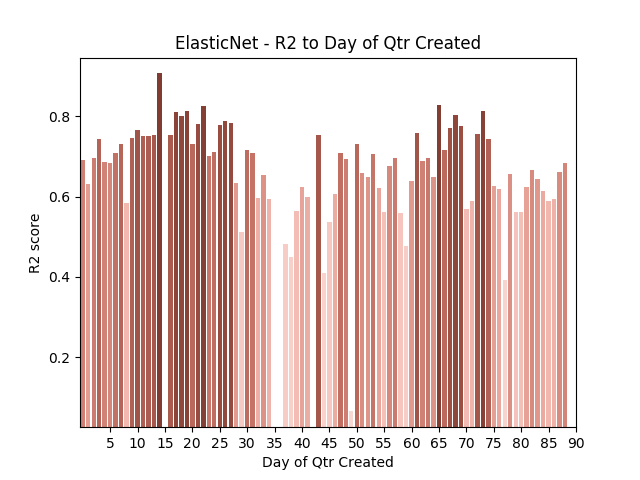 ElasticNet - R2 to Day of Qtr Created
R2 score
0.8
0.6
0.4
0.2
5 10 15 20 25 30 35 40 45 50 55 60 65 70 75 80 85 90
Day of Qtr Created